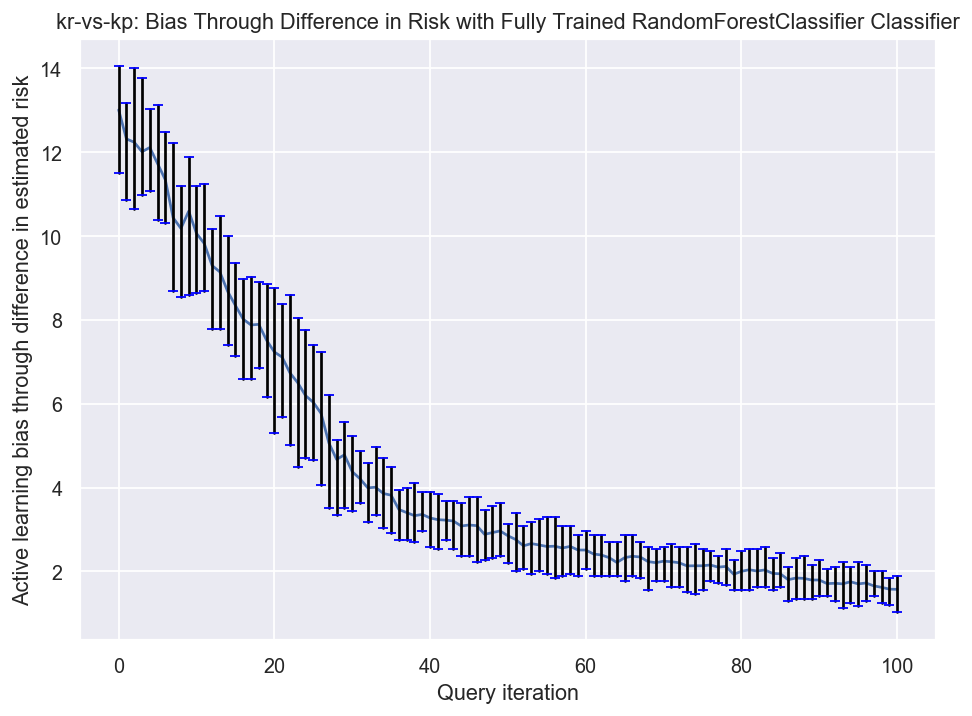 kr-vs-kp: Bias Through Difference in Risk with Fully Trained RandomForestClassifier Classifier
Active learning bias through difference in estimated risk
14
12
10
8
6
4
2
0 20 40 60 80 100
Query iteration